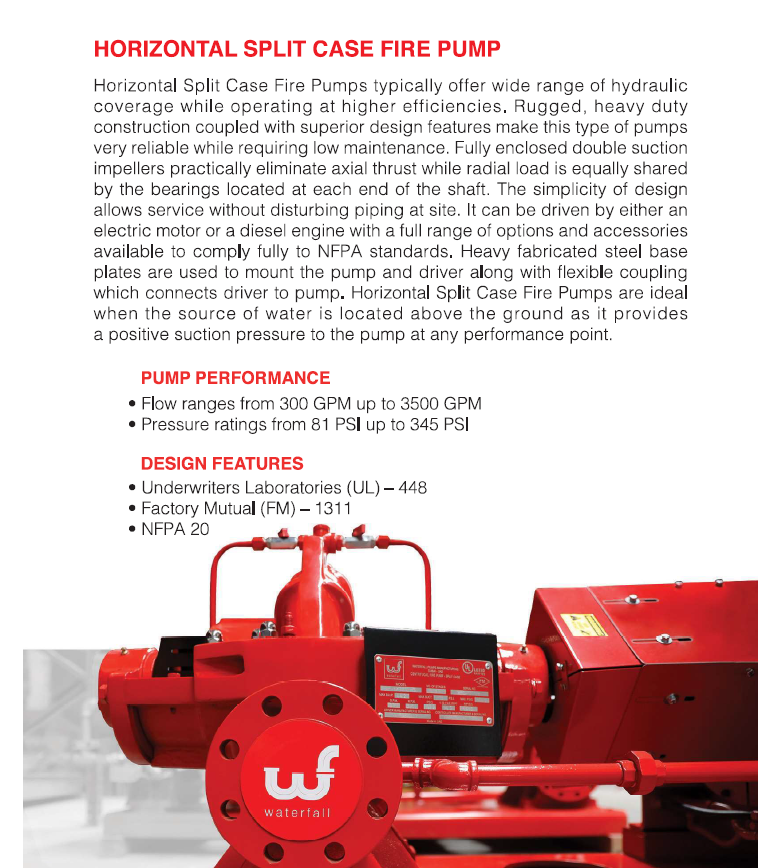 HORIZONTAL SPLIT CASE FIRE PUMP
Horizontal Split Case Fire Pumps typically offer wide range of hydraulic
coverage while operating at higher efficiencies. Rugged, heavy duty
construction coupled with superior design features make this type of pumps
very reliable while requiring low maintenance. Fully enclosed double suction
impellers practically eliminate axial thrust while radial load is equally shared
by the bearings located at each end of the shaft. The simplicity of design
allows service without disturbing piping at site. It can be driven by either an
electric motor or a diesel engine with a full range of options and accessories
available to comply fully to NFPA standards. Heavy fabricated steel base
plates are used to mount the pump and driver along with flexible coupling
which connects driver to pump. Horizontal Split Case Fire Pumps are ideal
when the source of water is located above the ground as it provides
a positive suction pressure to the pump at any performance point.
PUMP PERFORMANCE
• Flow ranges from 300 GPM up to 3500 GPM
• Pressure ratings from 81 PSI up to 345 PSI
DESIGN FEATURES
• Underwriters Laboratories (UL) – 448
• Factory Mutual (FM) – 1311
• NFPA 20
wf
waterfall